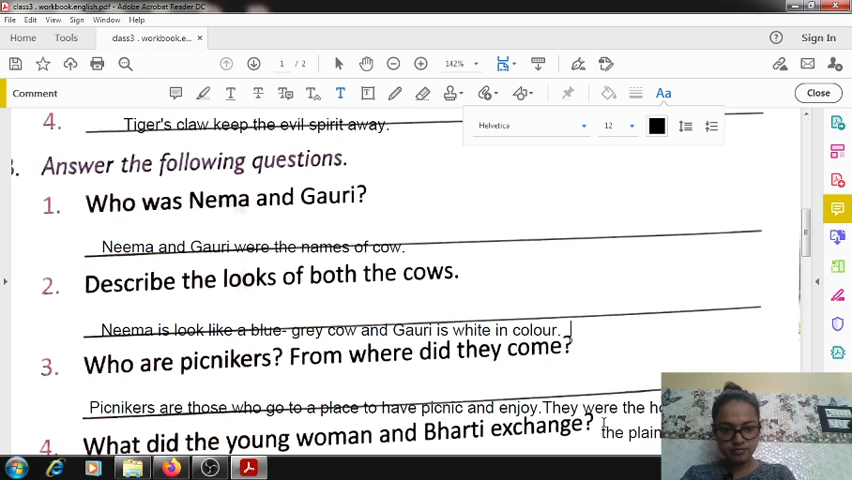 class3 . workbook.english.pdf - Adobe Acrobat Reader DC
File Edit View Sign Window Help
Home Tools class3 . workbook.e... × Sign In
1 / 2 142%
Comment Close
Helvetica 12 Aa
4. Tiger's claw keep the evil spirit away.
3. Answer the following questions.
1. Who was Nema and Gauri?
Neema and Gauri were the names of cow.
2. Describe the looks of both the cows.
Neema is look like a blue- grey cow and Gauri is white in colour.
3. Who are picnikers? From where did they come?
Picnikers are those who go to a place to have picnic and enjoy.They were the
4. What did the young woman and Bharti exchange?
the plain